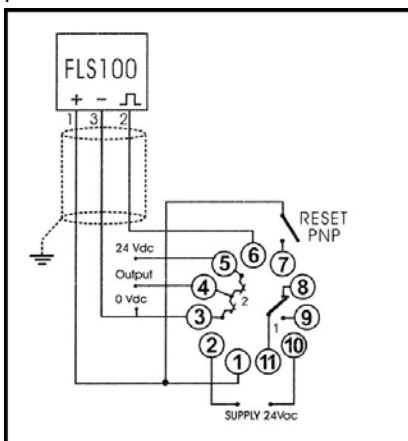 FLS100
+ − ⎍
1 3 2
RESET
PNP
24 Vdc
Output
0 Vdc
6
7
5
4
3
2
1
2
8
9
1
10
11
SUPPLY 24Vac